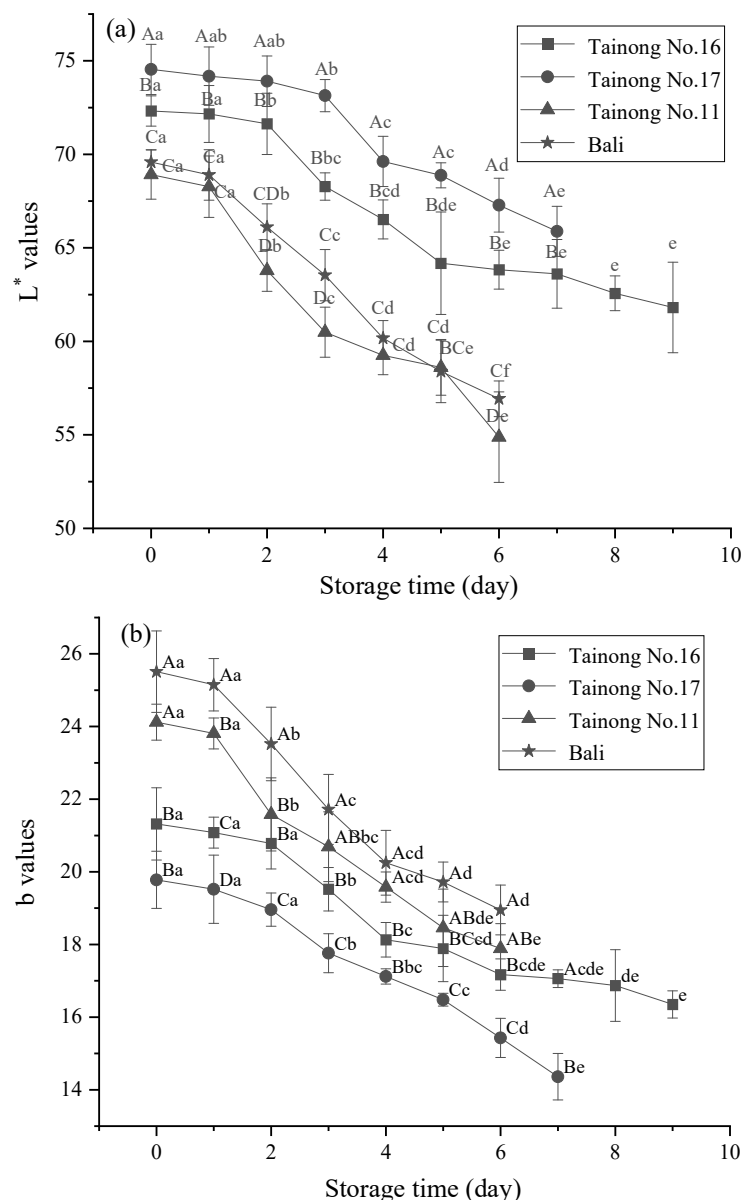 (a)
Tainong No.16
Tainong No.17
Tainong No.11
Bali
Aa Aab Aab Ab Ac Ac Ad Ae
Ba Ba Bb Bbc Bcd Bde Be Be e e
Ca Ca CDb Cc Cd Cd Cf
Ca Ca Db Dc Cd BCe De
75
70
65
60
55
50
L* values
0 2 4 6 8 10
Storage time (day)
(b)
Tainong No.16
Tainong No.17
Tainong No.11
Bali
Aa Aa Ab Ac Acd Ad Ad
Aa Ba Bb ABbc Acd ABde ABe
Ba Ca Ba Bb Bc BCcd Bcde Acde de e
Ba Da Ca Cb Bbc Cc Cd Be
26
24
22
20
18
16
14
b values
0 2 4 6 8 10
Storage time (day)